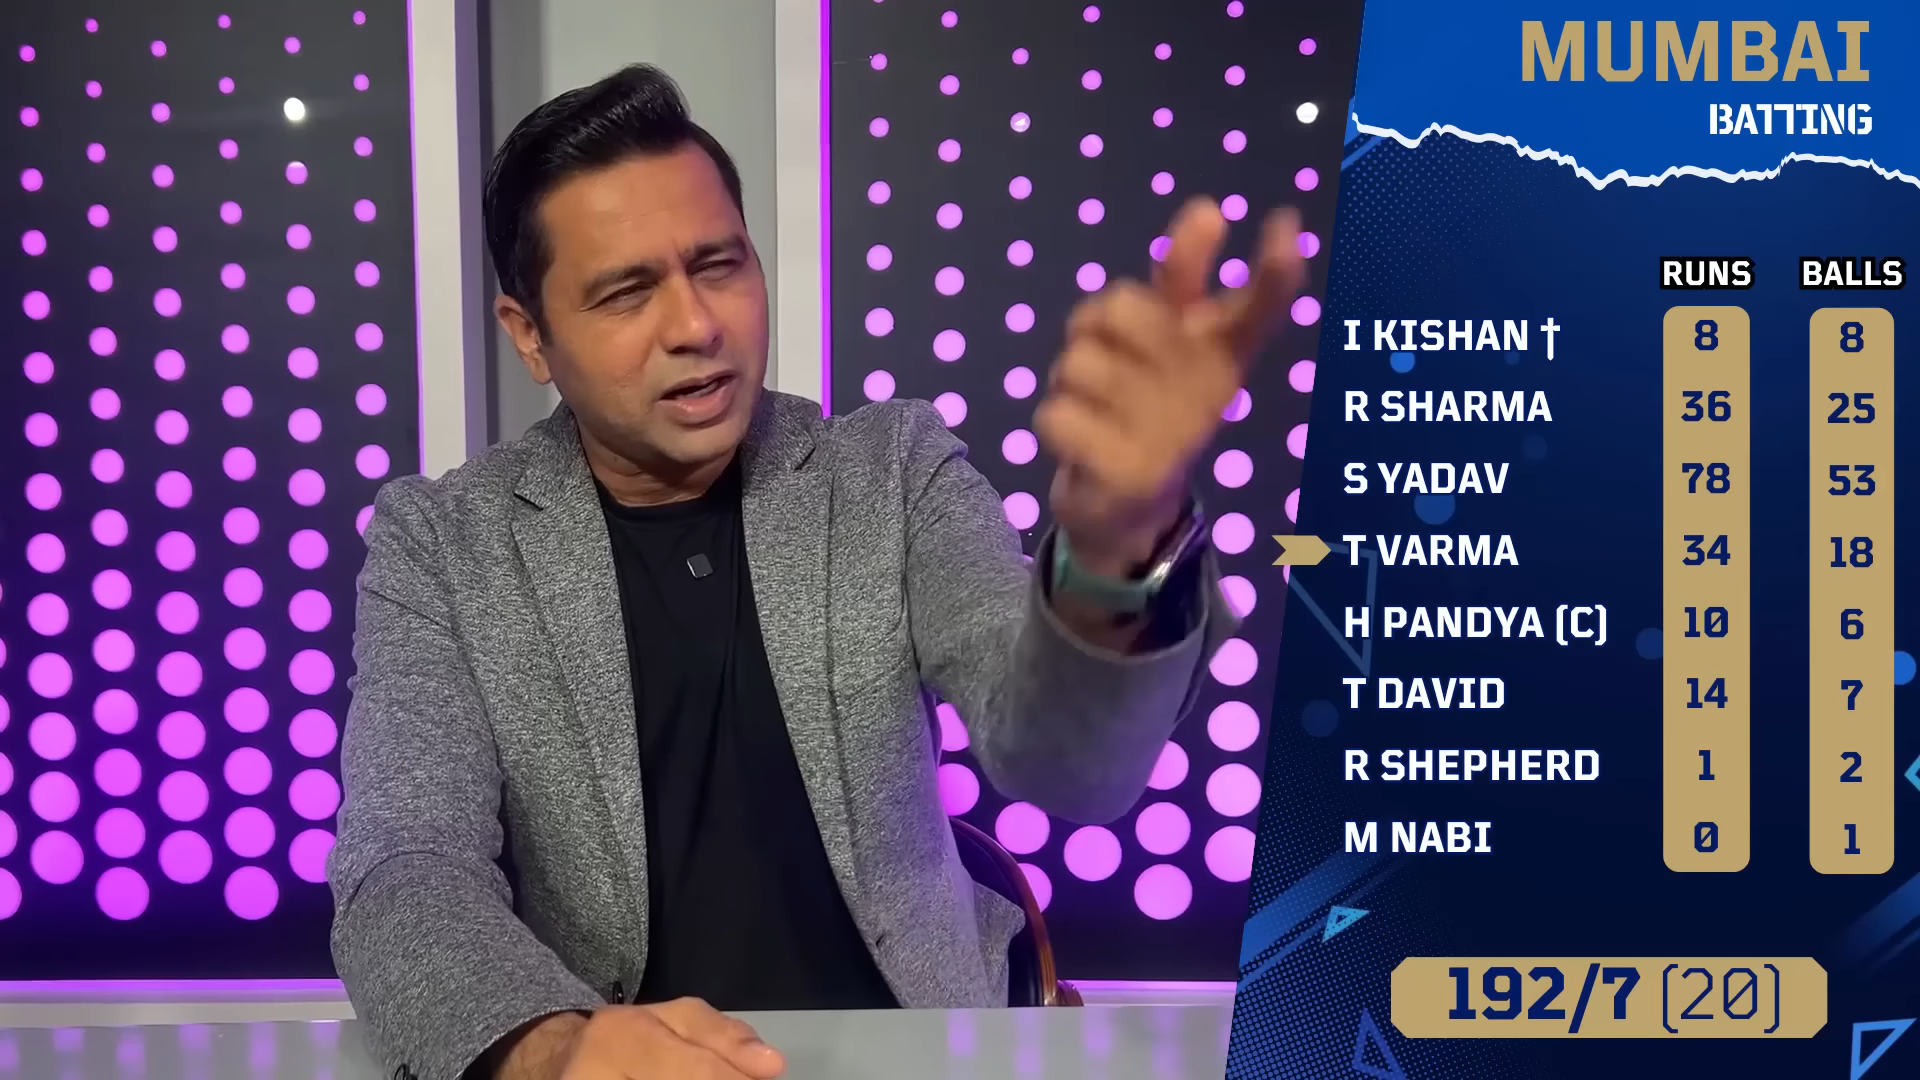 MUMBAI
BATTING
RUNS BALLS
I KISHAN † 8 8
R SHARMA 36 25
S YADAV 78 53
T VARMA 34 18
H PANDYA (C) 10 6
T DAVID 14 7
R SHEPHERD 1 2
M NABI 0 1
192/7 (20)